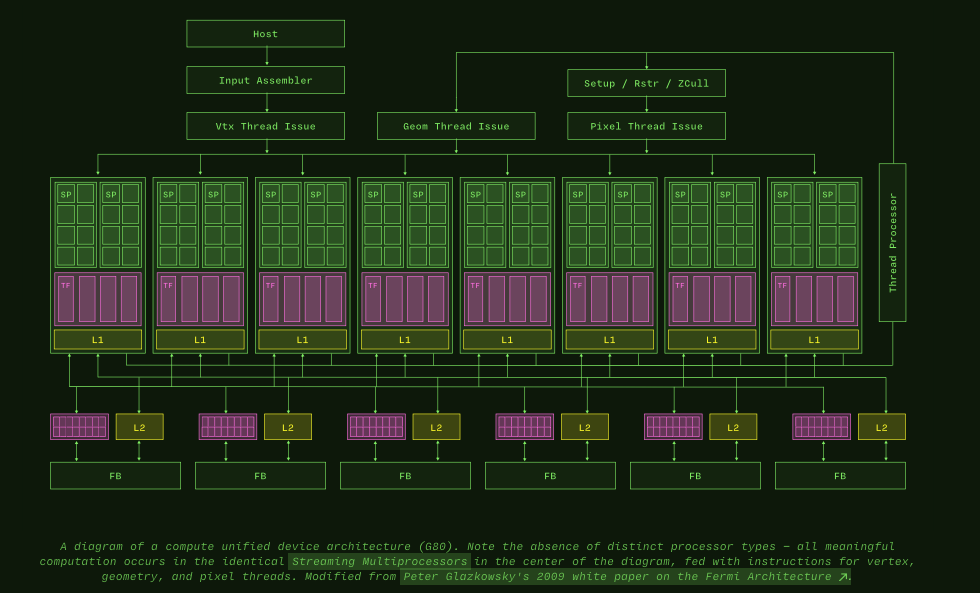 Host
Input Assembler
Setup / Rstr / ZCull
Vtx Thread Issue
Geom Thread Issue
Pixel Thread Issue
Thread Processor
SP SP SP SP SP SP SP SP SP SP SP SP SP SP SP SP
TF TF TF TF TF TF TF TF
L1 L1 L1 L1 L1 L1 L1 L1
L2 L2 L2 L2 L2 L2
FB FB FB FB FB FB
A diagram of a compute unified device architecture (G80). Note the absence of distinct processor types — all meaningful
computation occurs in the identical Streaming Multiprocessors in the center of the diagram, fed with instructions for vertex,
geometry, and pixel threads. Modified from Peter Glazkowsky's 2009 white paper on the Fermi Architecture ↗.